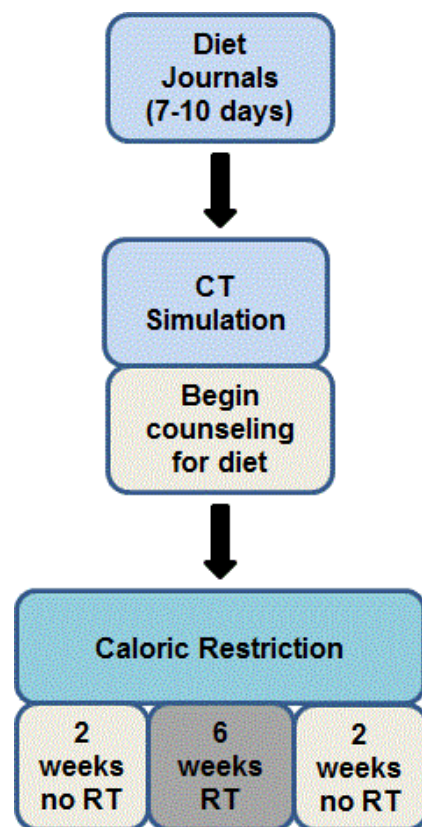 Diet
Journals
(7-10 days)
CT
Simulation
Begin
counseling
for diet
Caloric Restriction
2
weeks
no RT
6
weeks
RT
2
weeks
no RT